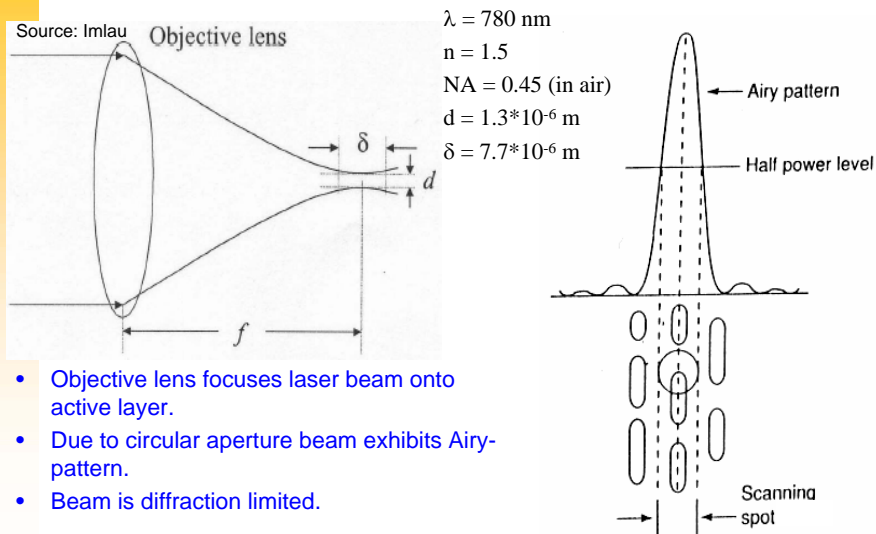 Source: Imlau
Objective lens
δ
d
f
λ = 780 nm
n = 1.5
NA = 0.45 (in air)
d = 1.3*10-6 m
δ = 7.7*10-6 m
Airy pattern
Half power level
Scanning
spot
• Objective lens focuses laser beam onto
active layer.
• Due to circular aperture beam exhibits Airy-
pattern.
• Beam is diffraction limited.